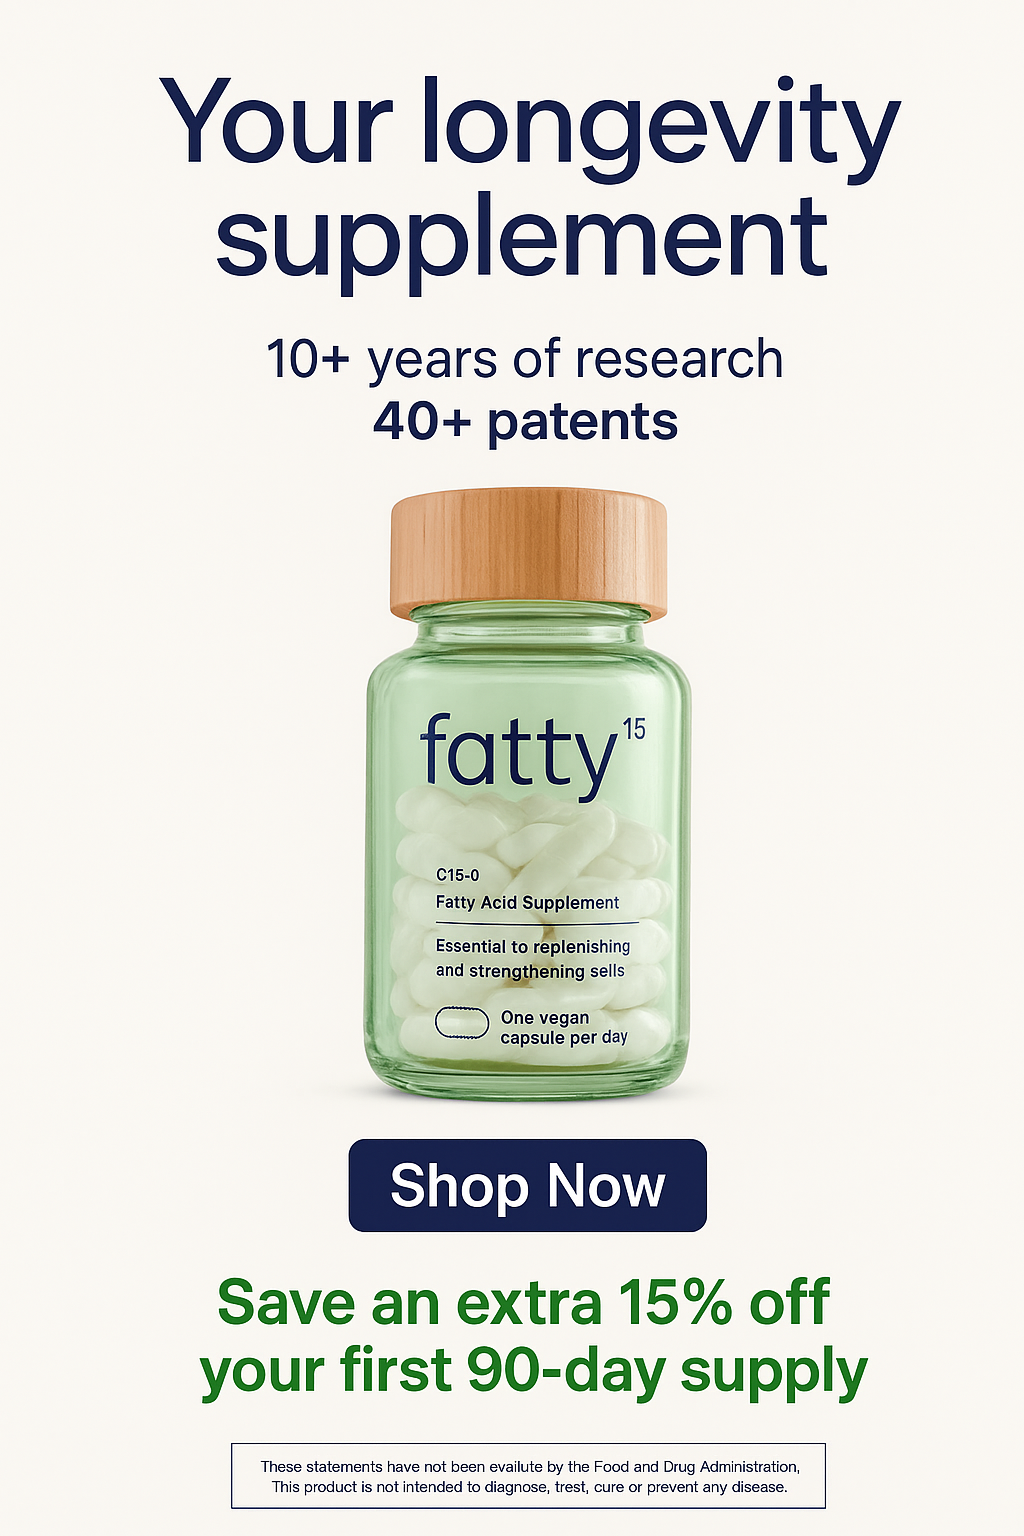 Your longevity
supplement
10+ years of research
40+ patents
fatty15
C15-0
Fatty Acid Supplement
Essential to replenishing
and strengthening sells
One vegan
capsule per day
Shop Now
Save an extra 15% off
your first 90-day supply
These statements have not been evailute by the Food and Drug Administration,
This product is not intended to diagnose, trest, cure or prevent any disease.